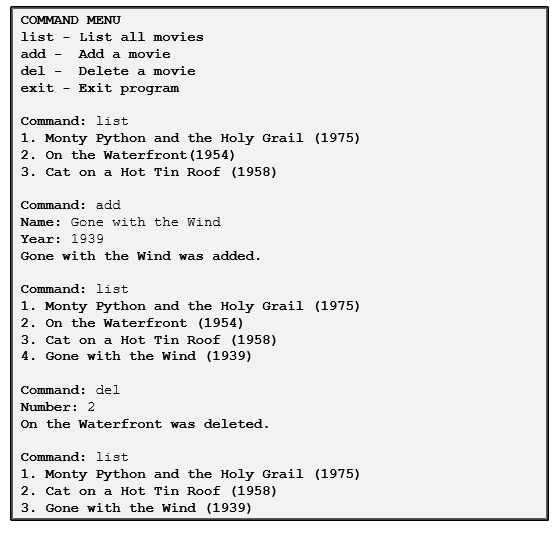 COMMAND MENU
list - List all movies
add -  Add a movie
del -  Delete a movie
exit - Exit program
Command: list
1. Monty Python and the Holy Grail (1975)
2. On the Waterfront(1954)
3. Cat on a Hot Tin Roof (1958)
Command: add
Name: Gone with the Wind
Year: 1939
Gone with the Wind was added.
Command: list
1. Monty Python and the Holy Grail (1975)
2. On the Waterfront (1954)
3. Cat on a Hot Tin Roof (1958)
4. Gone with the Wind (1939)
Command: del
Number: 2
On the Waterfront was deleted.
Command: list
1. Monty Python and the Holy Grail (1975)
2. Cat on a Hot Tin Roof (1958)
3. Gone with the Wind (1939)